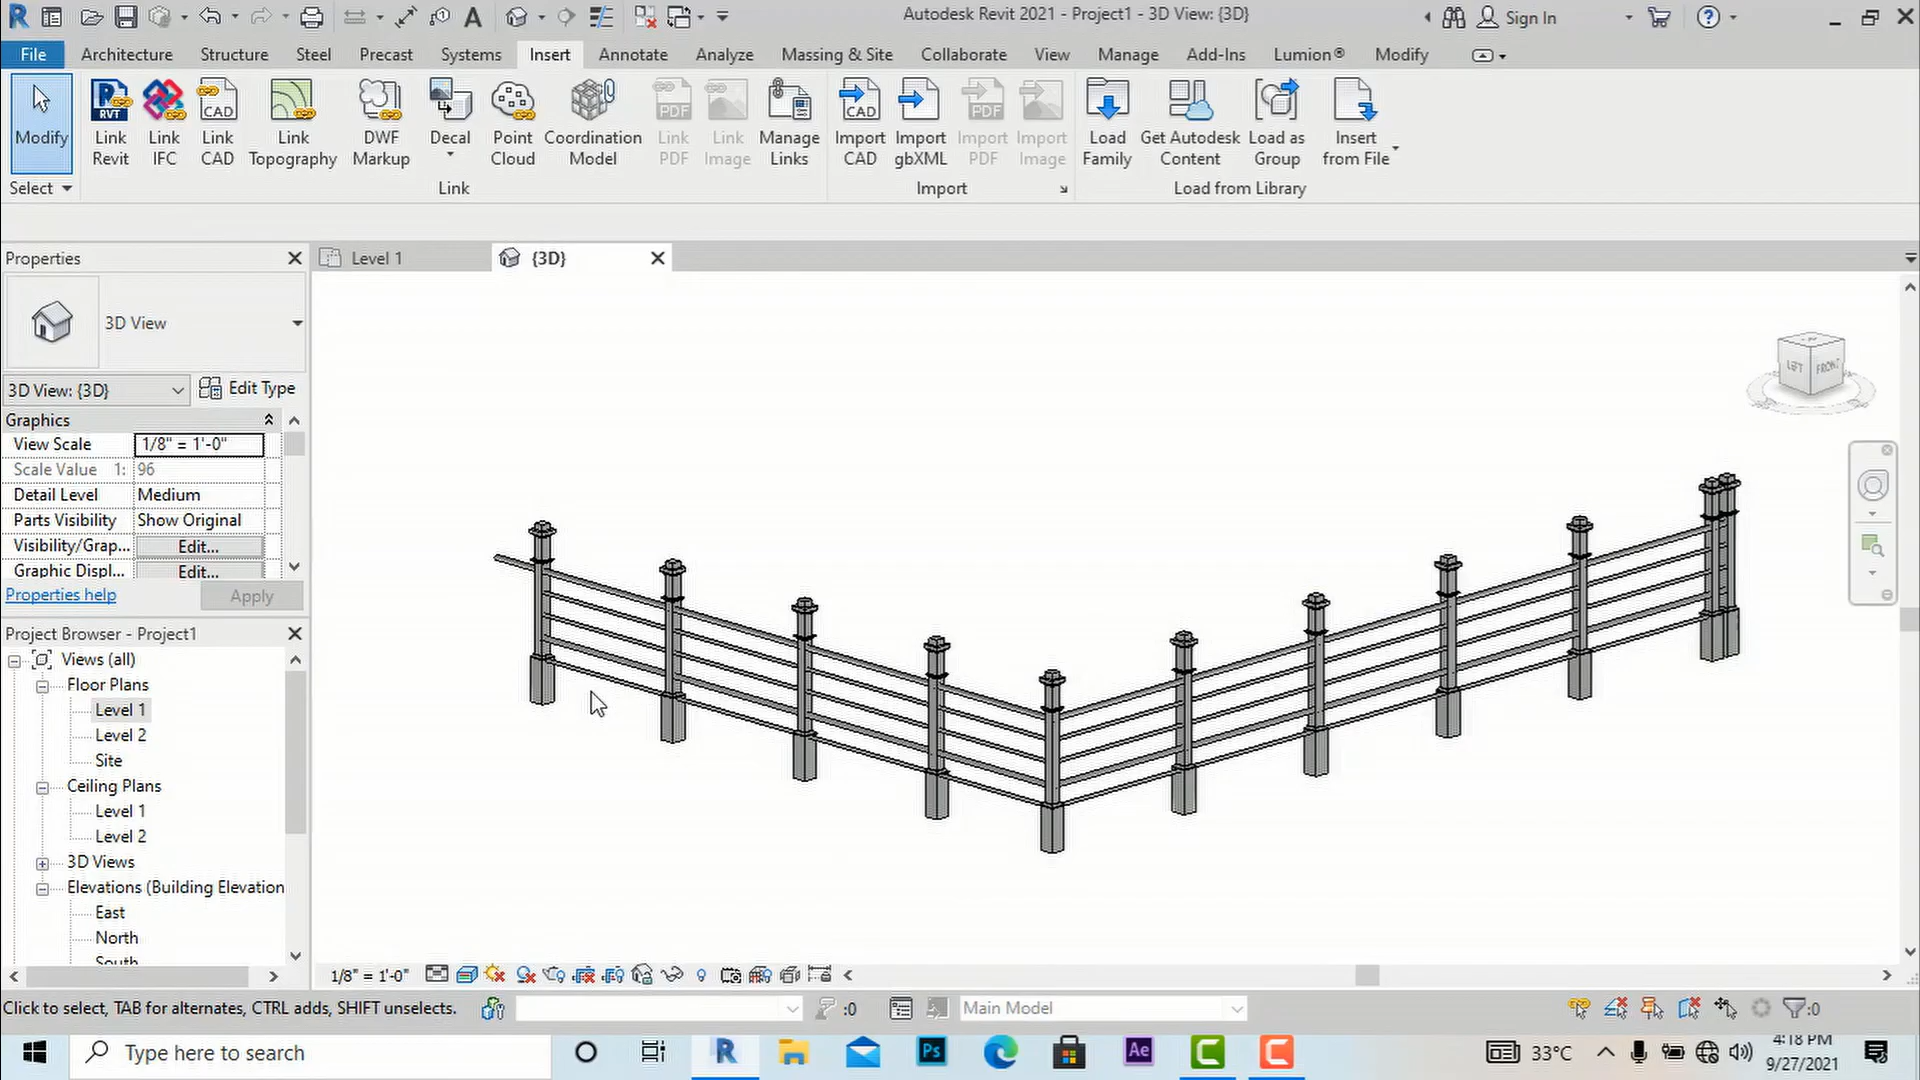 Autodesk Revit 2021 - Project1 - 3D View: {3D}
Sign In
File Architecture Structure Steel Precast Systems Insert Annotate Analyze Massing & Site Collaborate View Manage Add-Ins Lumion® Modify
Modify
Link Revit
Link IFC
Link CAD
Link Topography
DWF Markup
Decal
Point Cloud
Coordination Model
Link PDF
Link Image
Manage Links
Import CAD
Import gbXML
Import PDF
Import Image
Load Family
Get Autodesk Content
Load as Group
Insert from File
Select Link Import Load from Library
Properties
Level 1
{3D}
3D View
3D View: {3D} Edit Type
Graphics
View Scale 1/8" = 1'-0"
Scale Value 1: 96
Detail Level Medium
Parts Visibility Show Original
Visibility/Grap... Edit...
Graphic Displ... Edit...
Properties help Apply
Project Browser - Project1
Views (all)
Floor Plans
Level 1
Level 2
Site
Ceiling Plans
Level 1
Level 2
3D Views
Elevations (Building Elevation
East
North
South
LEFT FRONT
1/8" = 1'-0"
Click to select, TAB for alternates, CTRL adds, SHIFT unselects.
:0
Main Model
:0
Type here to search
Ps
Ae
33°C
4:18 PM
9/27/2021